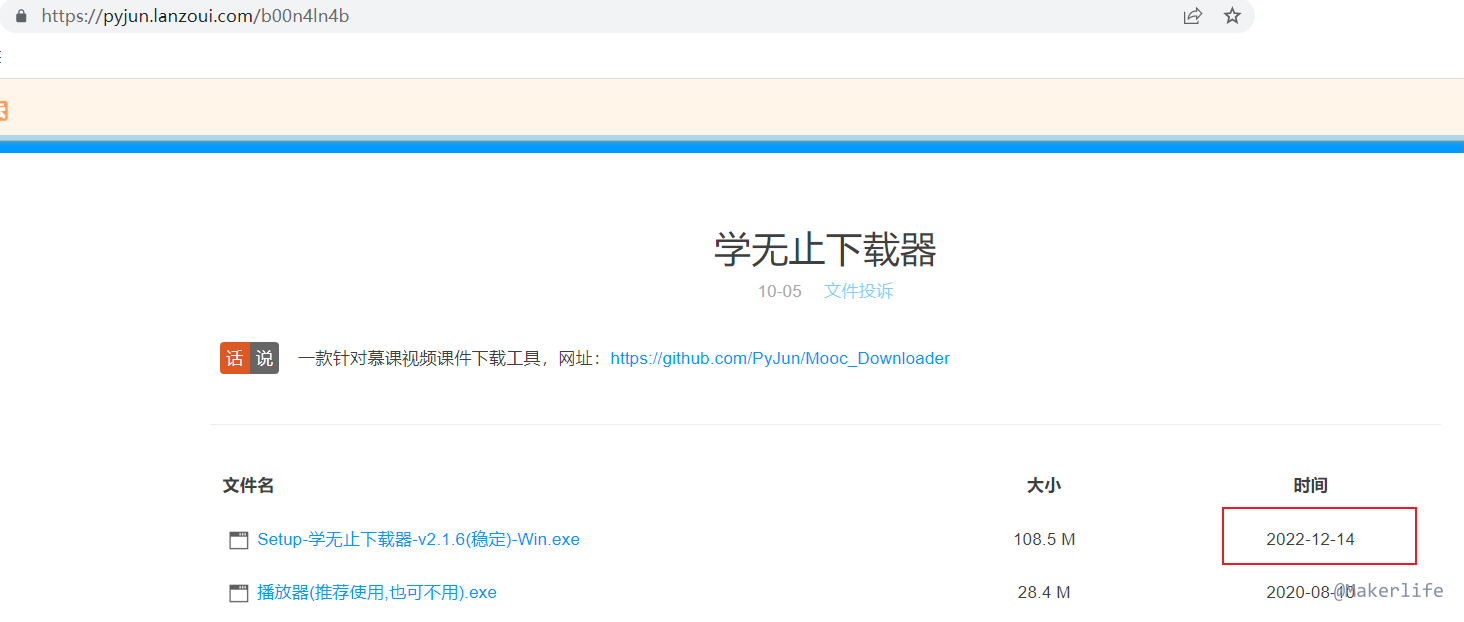 https://pyjun.lanzoui.com/b00n4ln4b
学无止下载器
10-05 文件投诉
话说 一款针对慕课视频课件下载工具，网址：https://github.com/PyJun/Mooc_Downloader
文件名 大小 时间
Setup-学无止下载器-v2.1.6(稳定)-Win.exe 108.5 M 2022-12-14
播放器(推荐使用,也可不用).exe 28.4 M 2020-08-10
@Makerlife